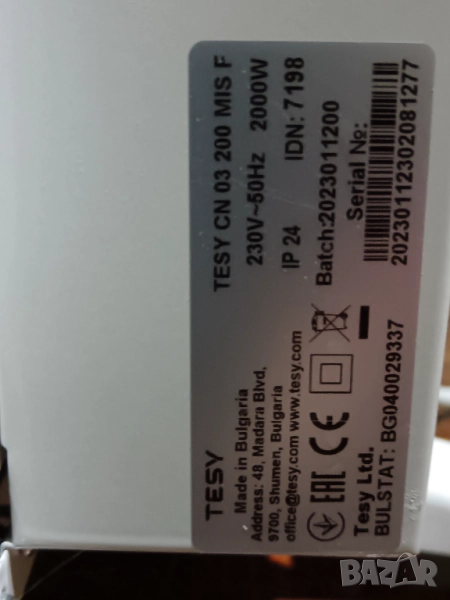 TESY
Made in Bulgaria
Address: 48, Madara Blvd,
9700, Shumen, Bulgaria
office@tesy.com www.tesy.com
EAC CE
Tesy Ltd.
BULSTAT: BG040029337
TESY CN 03 200 MIS F
230V~50Hz 2000W
IP 24 IDN: 7198
Batch:2023011200
Serial №:
20230112302081277
BAZAR